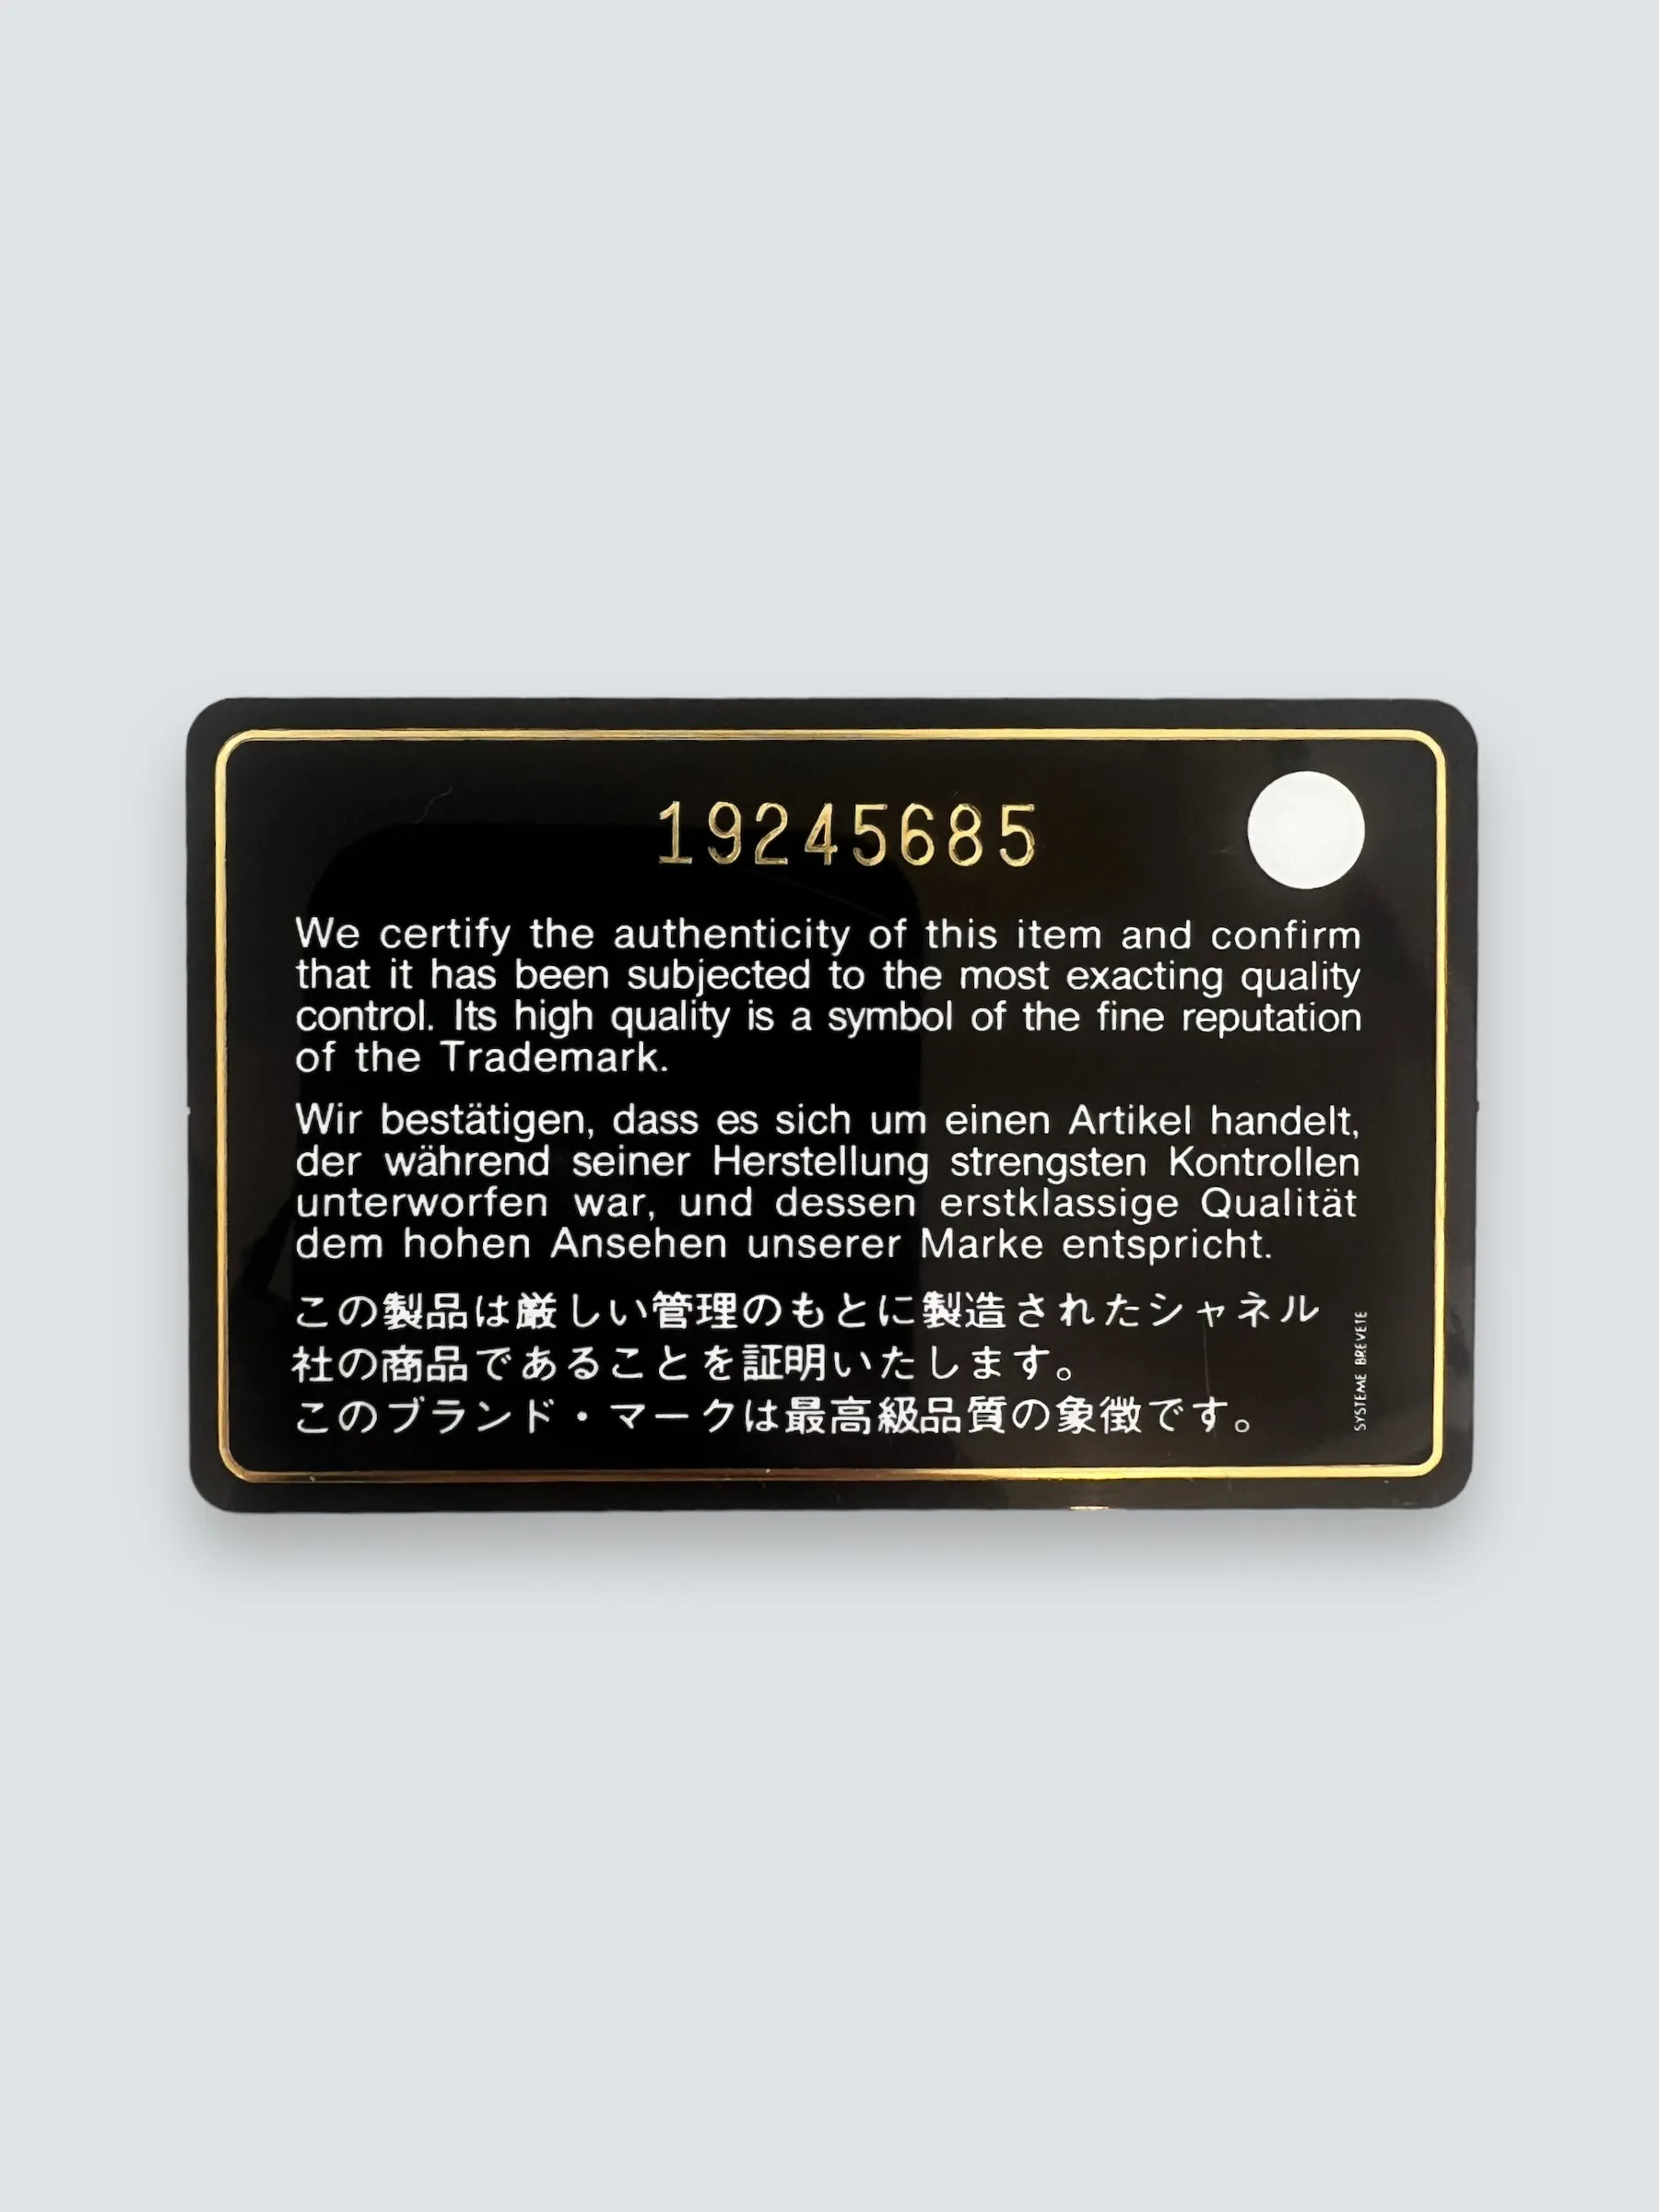 19245685
We certify the authenticity of this item and confirm
that it has been subjected to the most exacting quality
control. Its high quality is a symbol of the fine reputation
of the Trademark.
Wir bestätigen, dass es sich um einen Artikel handelt,
der während seiner Herstellung strengsten Kontrollen
unterworfen war, und dessen erstklassige Qualität
dem hohen Ansehen unserer Marke entspricht.
この製品は厳しい管理のもとに製造されたシャネル
社の商品であることを証明いたします。
このブランド・マークは最高級品質の象徴です。
SYSTEME BREVETE